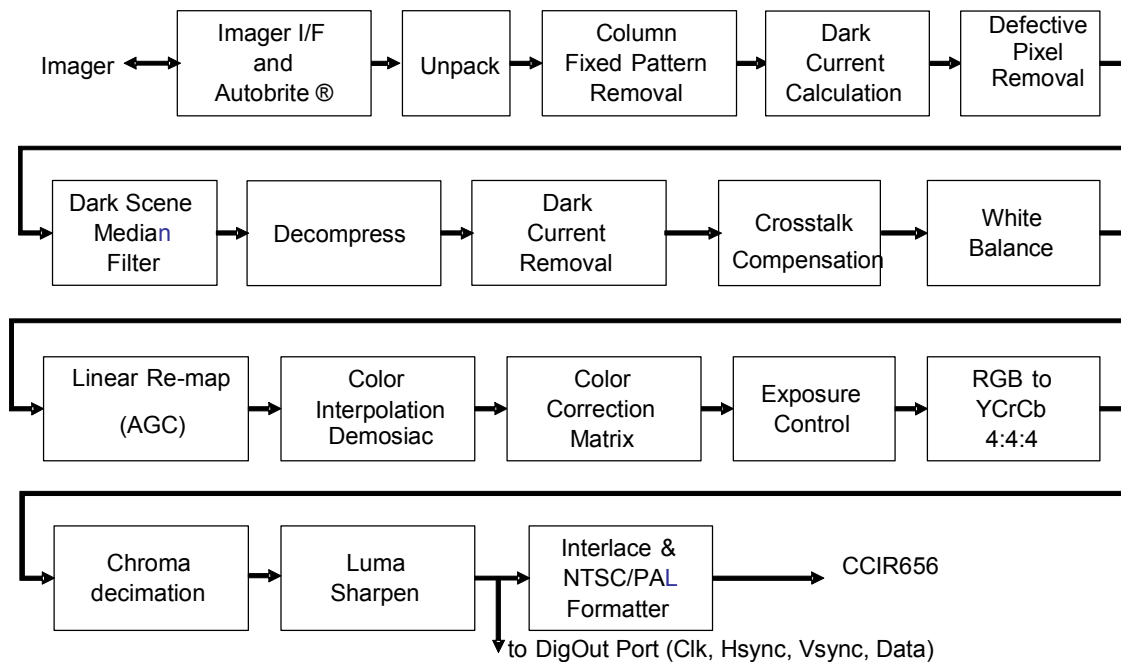 Imager
Imager I/F
and
Autobrite ®
Unpack
Column
Fixed Pattern
Removal
Dark
Current
Calculation
Defective
Pixel
Removal
Dark Scene
Median
Filter
Decompress
Dark
Current
Removal
Crosstalk
Compensation
White
Balance
Linear Re-map
(AGC)
Color
Interpolation
Demosiac
Color
Correction
Matrix
Exposure
Control
RGB to
YCrCb
4:4:4
Chroma
decimation
Luma
Sharpen
Interlace &
NTSC/PAL
Formatter
CCIR656
to DigOut Port (Clk, Hsync, Vsync, Data)